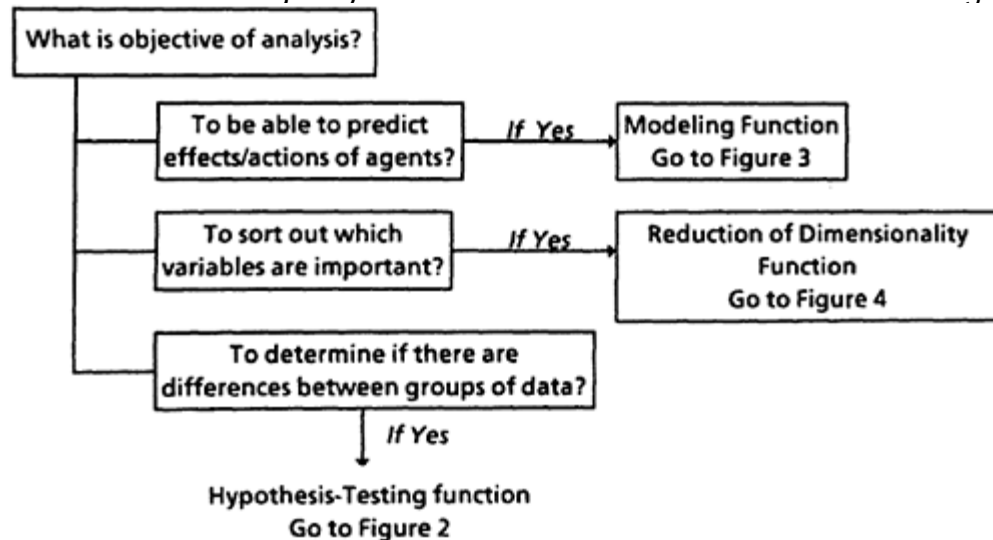 What is objective of analysis?
To be able to predict
effects/actions of agents?
If Yes
Modeling Function
Go to Figure 3
To sort out which
variables are important?
If Yes
Reduction of Dimensionality
Function
Go to Figure 4
To determine if there are
differences between groups of data?
If Yes
Hypothesis-Testing function
Go to Figure 2